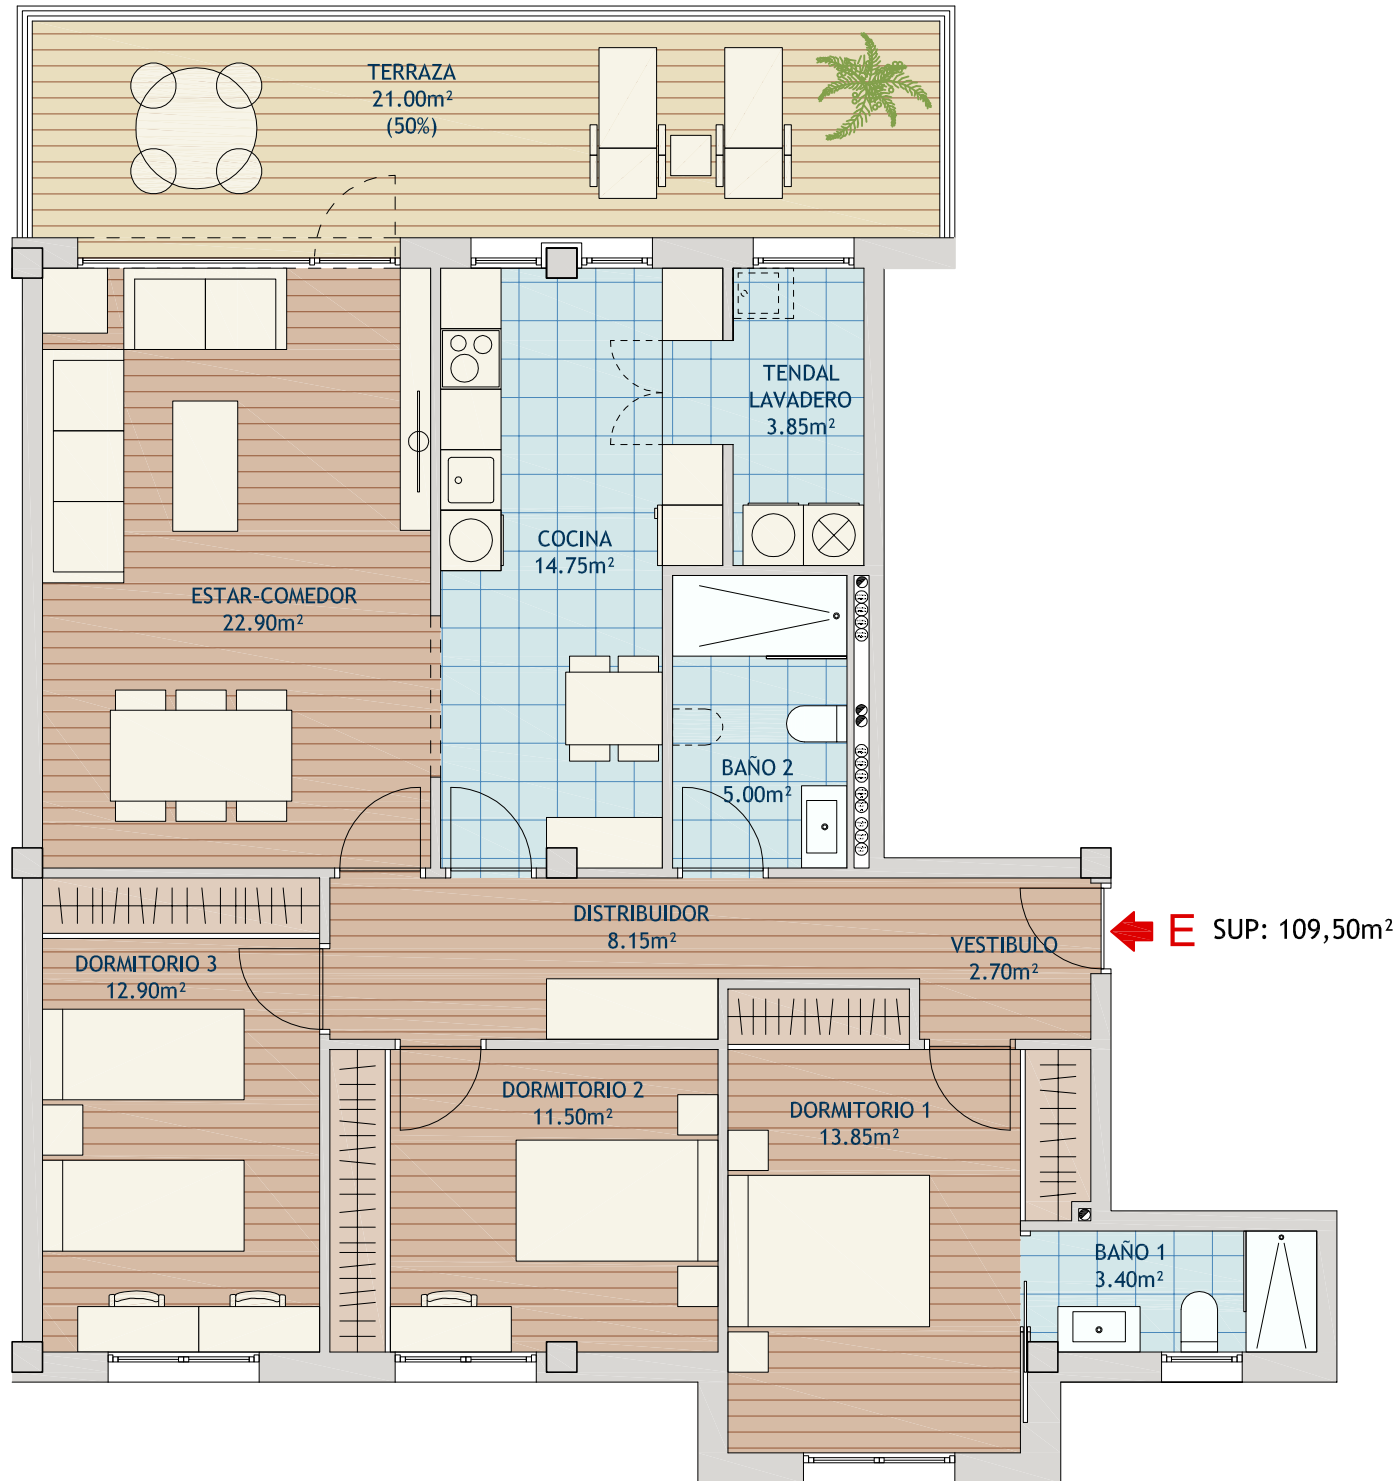 TERRAZA
21.00m²
(50%)
TENDAL
LAVADERO
3.85m²
COCINA
14.75m²
ESTAR-COMEDOR
22.90m²
BAÑO 2
5.00m²
DISTRIBUIDOR
8.15m²
VESTIBULO
2.70m²
E SUP: 109,50m²
DORMITORIO 3
12.90m²
DORMITORIO 2
11.50m²
DORMITORIO 1
13.85m²
BAÑO 1
3.40m²